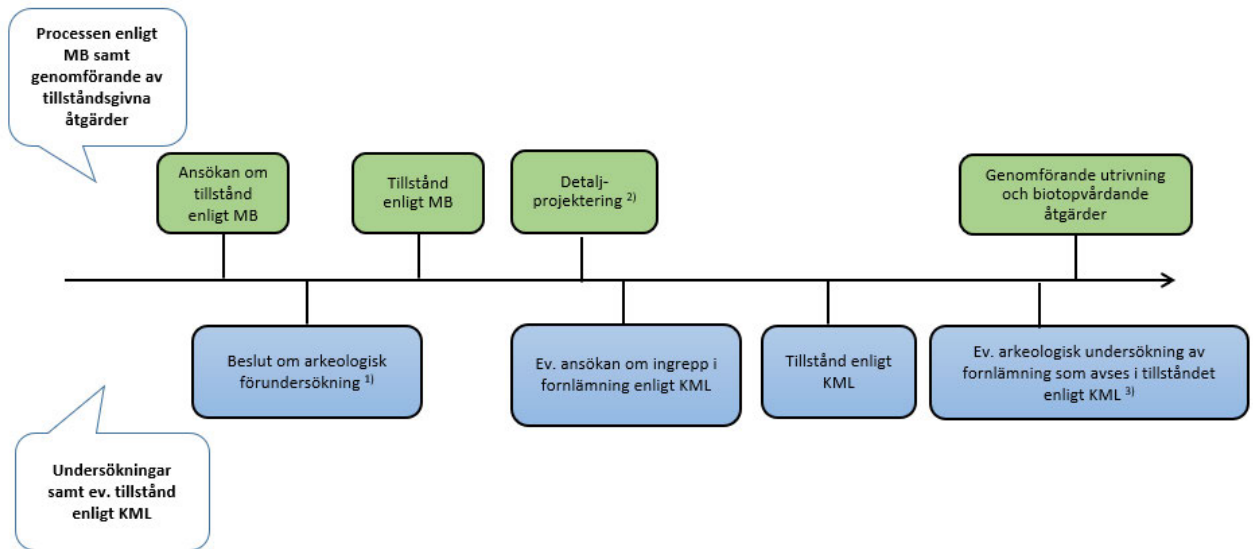 Processen enligt
MB samt
genomförande av
tillståndsgivna
åtgärder
Ansökan om
tillstånd
enligt MB
Tillstånd
enligt MB
Detalj-
projektering 2)
Genomförande utrivning
och biotopvårdande
åtgärder
Beslut om arkeologisk
förundersökning 1)
Ev. ansökan om ingrepp i
fornlämning enligt KML
Tillstånd enligt
KML
Ev. arkeologisk undersökning av
fornlämning som avses i tillståndet
enligt KML 3)
Undersökningar
samt ev. tillstånd
enligt KML